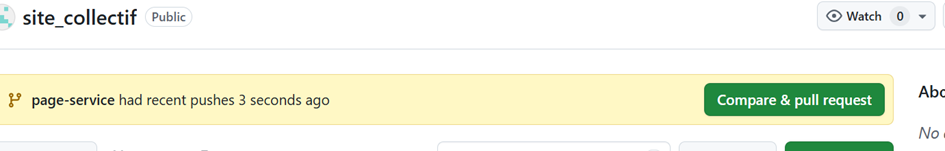 site_collectif Public
Watch 0
page-service had recent pushes 3 seconds ago
Compare & pull request
Abo
No